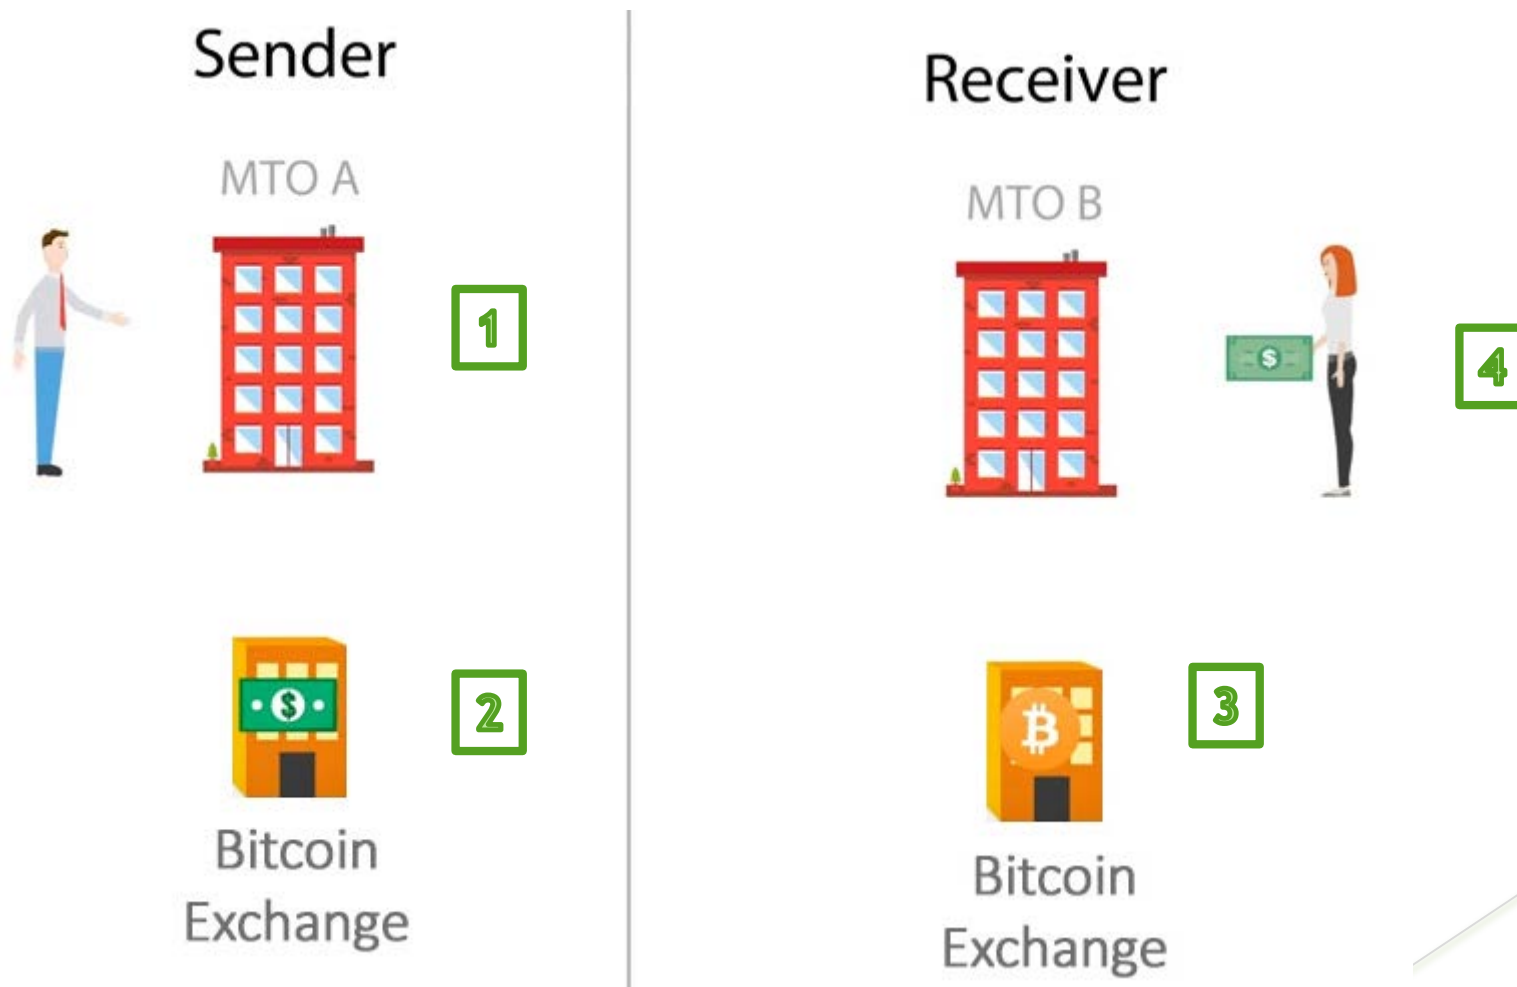 Sender
MTO A
1
2
Bitcoin
Exchange
Receiver
MTO B
4
3
Bitcoin
Exchange